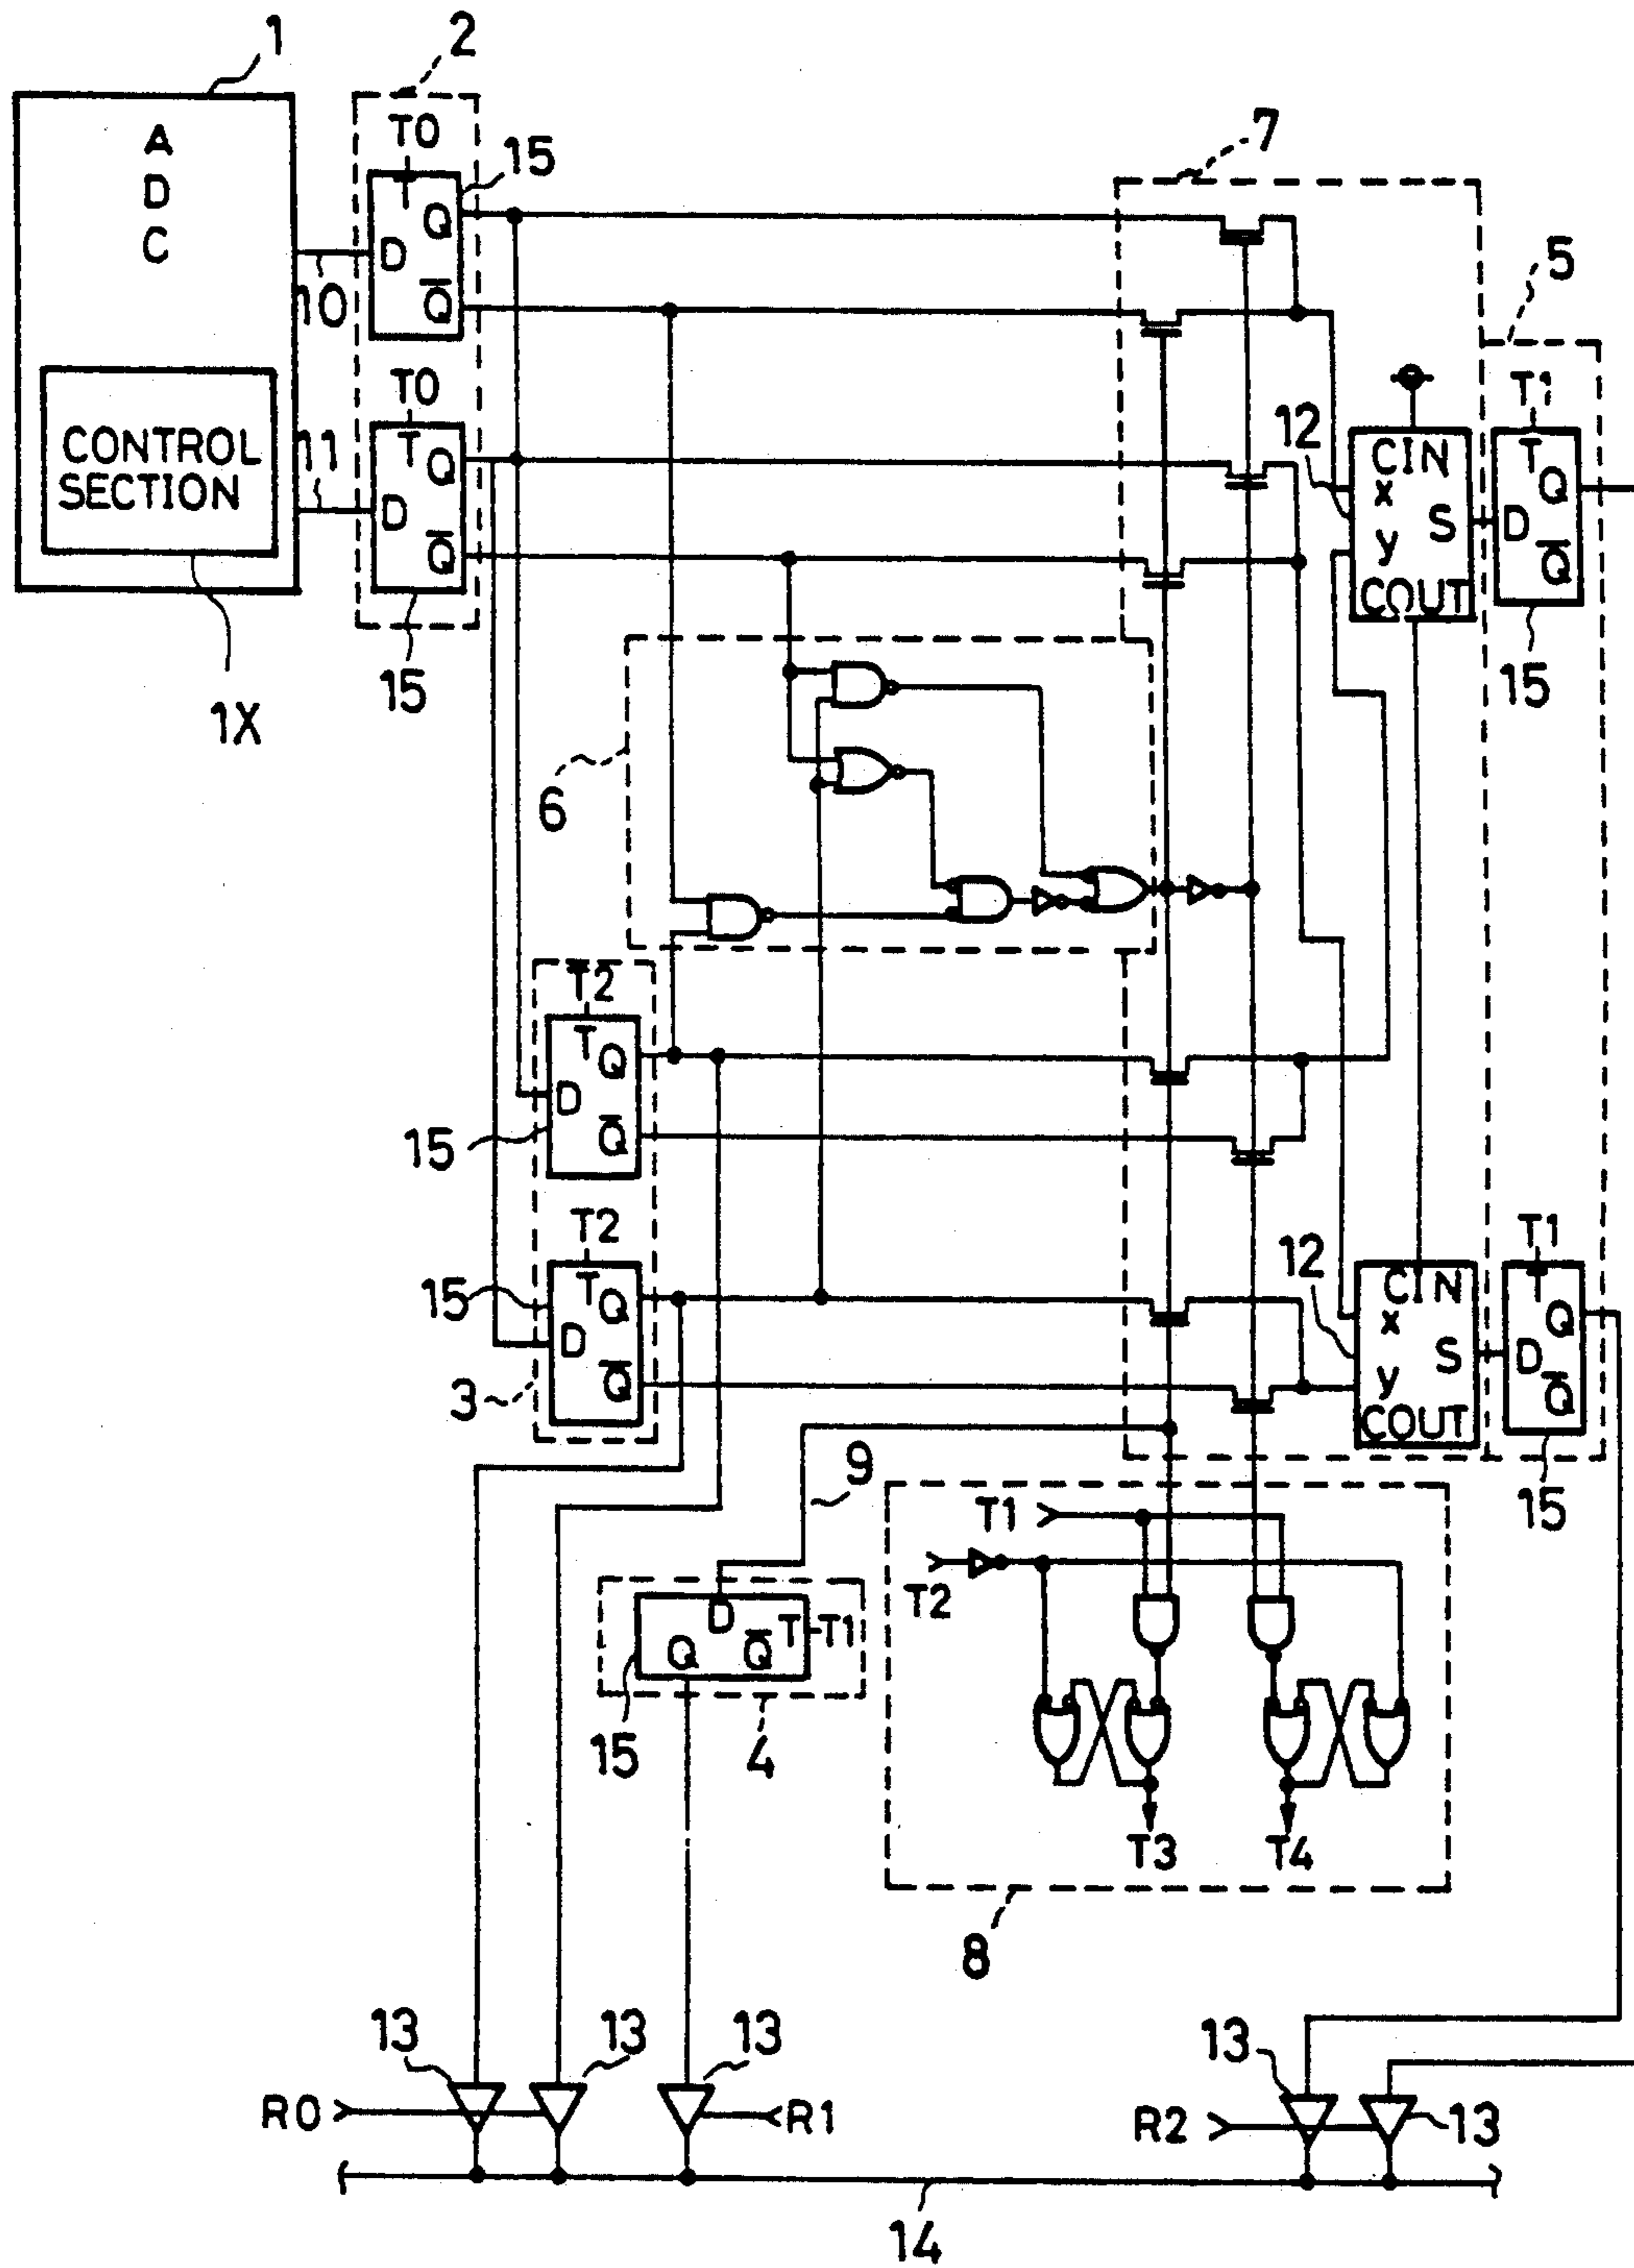 1
2
A
D
C
T0
15
T
Q
D
Q̅
10
7
5
T0
CONTROL
SECTION
11
T
Q
D
Q̅
12
CIN
x
y
S
COUT
T1
T
Q
D
Q̅
15
1X
15
6
T2
T
Q
D
Q̅
15
T2
T
Q
D
Q̅
15
3
12
CIN
x
y
S
COUT
T1
T
Q
D
Q̅
15
9
T1
T2
D
Q
Q̅
T
T1
15
4
T3
T4
8
13
13
13
13
13
R0
R1
R2
14